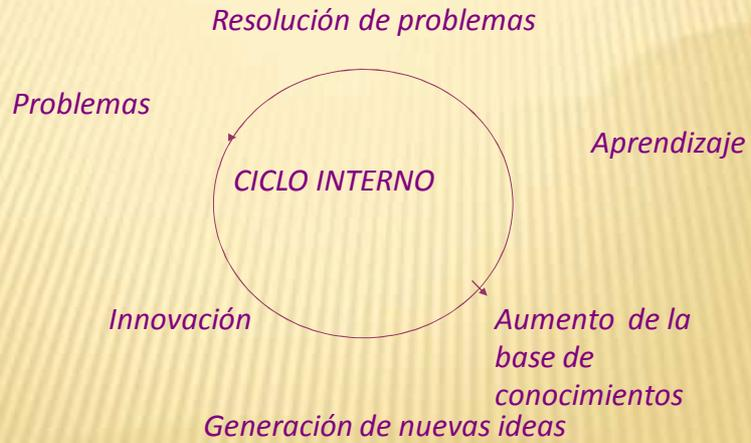 Resolución de problemas
Problemas
Aprendizaje
CICLO INTERNO
Innovación
Aumento de la
base de
conocimientos
Generación de nuevas ideas